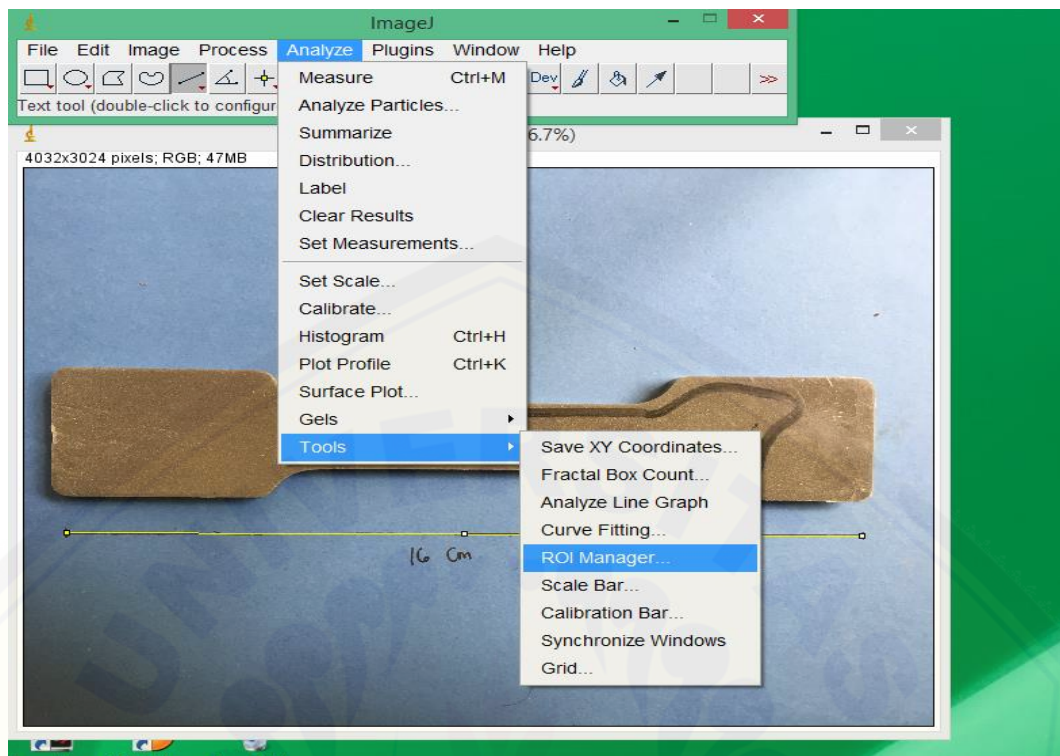 ImageJ
File Edit Image Process Analyze Plugins Window Help
Dev
>>
Text tool (double-click to configur
6.7%)
4032x3024 pixels; RGB; 47MB
Measure Ctrl+M
Analyze Particles...
Summarize
Distribution...
Label
Clear Results
Set Measurements...
Set Scale...
Calibrate...
Histogram Ctrl+H
Plot Profile Ctrl+K
Surface Plot...
Gels
Tools
Save XY Coordinates...
Fractal Box Count...
Analyze Line Graph
Curve Fitting...
ROI Manager...
Scale Bar...
Calibration Bar...
Synchronize Windows
Grid...
16 Cm